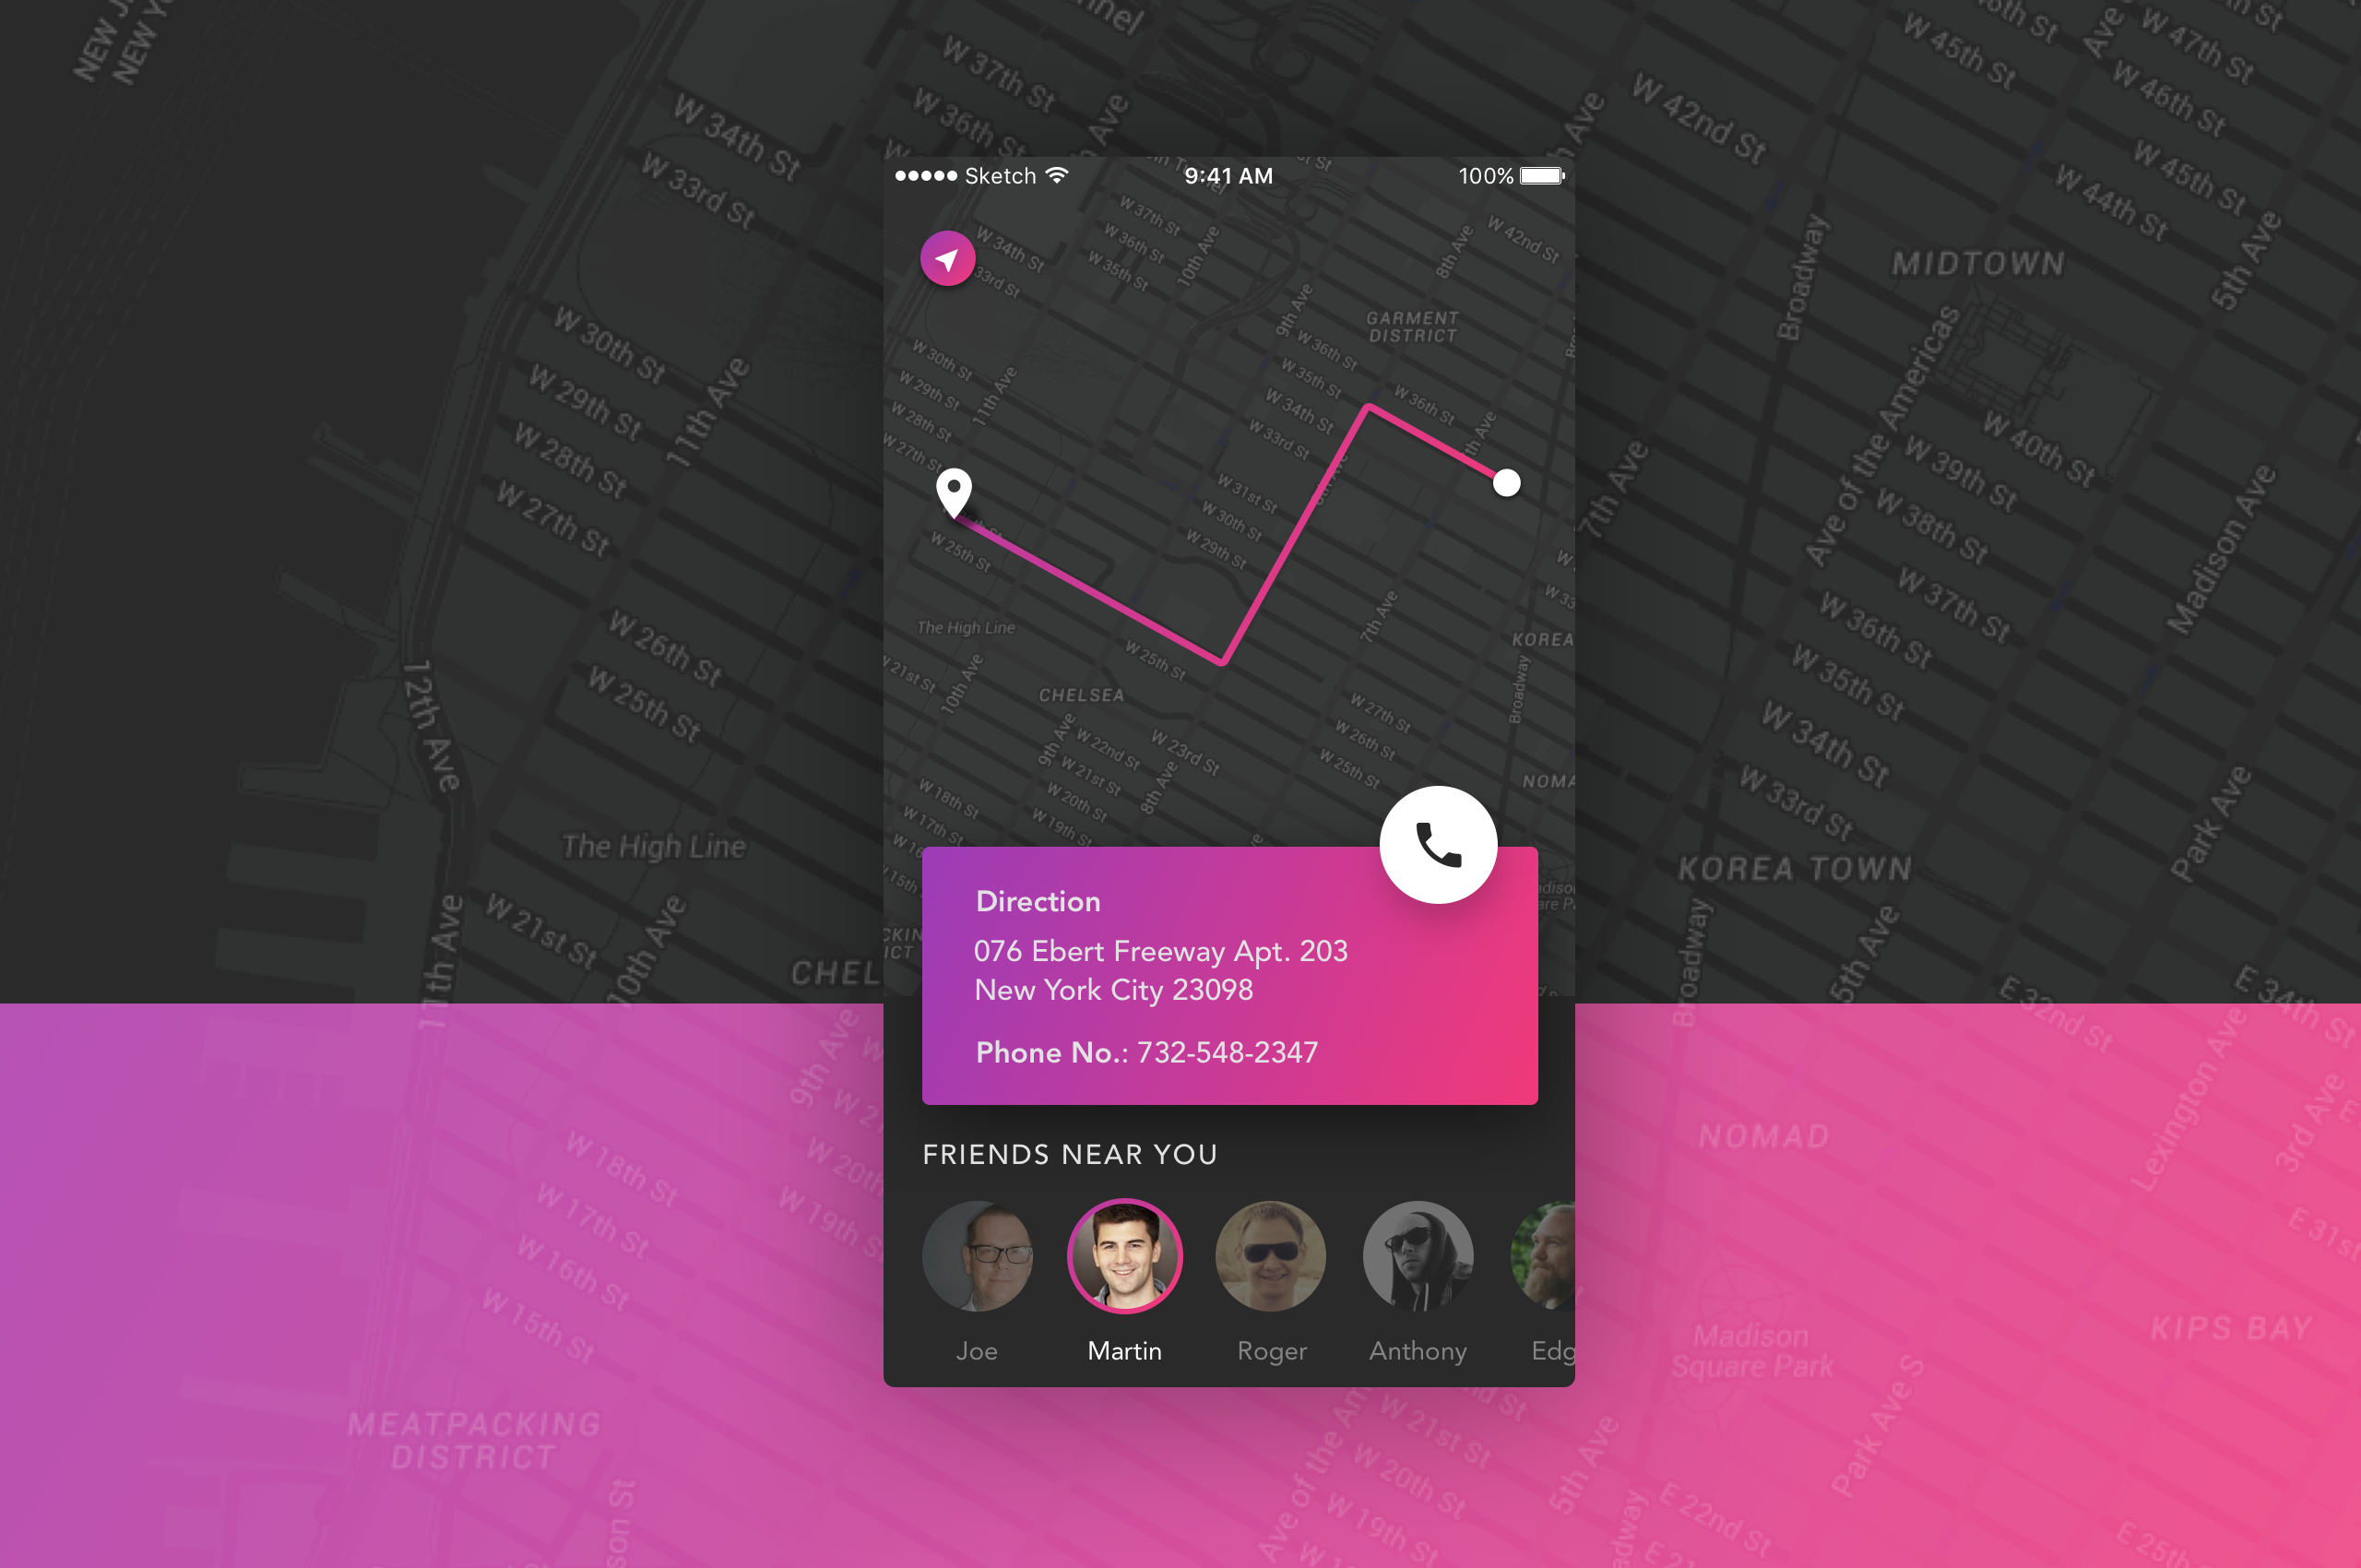 NEW J
NEW Y
W 34th St
W 33rd St
W 30th St
W 29th St
W 28th St
W 27th St
11th Ave
W 26th St
W 25th St
12th Ave
The High Line
W 21st St
11th Ave
10th Ave
CHEL
W 37th St
W 36th St
W 42nd St
W 45th St
W 47th St
W 46th St
W 45th St
W 44th St
5th Ave
MIDTOWN
Broadway
Ave of the Americas
W 40th St
W 39th St
W 38th St
W 37th St
W 36th St
W 35th St
W 34th St
W 33rd St
7th Ave
Madison Ave
Park Ave
KOREA TOWN
Broadway
5th Ave
E 32nd St
E 34th St
Sketch
9:41 AM
100%
W 37th St
W 36th St
W 35th St
W 34th St
33rd St
10th Ave
8th Ave
W 42nd St
9th Ave
GARMENT
DISTRICT
W 36th St
W 35th St
W 34th St
W 33rd St
W 36th St
W 30th St
W 29th St
W 28th St
W 27th St
11th Ave
W 31st St
W 30th St
W 29th St
W 25th St
The High Line
7th Ave
KOREA
Broadway
W 25th St
W 21st St
10th Ave
CHELSEA
9th Ave
W 22nd St
W 23rd St
W 21st St
W 20th St
W 19th St
8th Ave
W 27th St
W 26th St
W 25th St
NOMA
W 18th St
W 17th St
Direction
076 Ebert Freeway Apt. 203
New York City 23098
Phone No.: 732-548-2347
FRIENDS NEAR YOU
Joe
Martin
Roger
Anthony
Edg
9th Ave
W 20th
W 19th S
W 18th St
W 17th St
W 16th St
W 15th St
MEATPACKING
DISTRICT
NOMAD
Lexington Ave
3rd Ave
E 31st
Madison
Square Park
KIPS BAY
Park Ave S
Ave of the Am
W 21st St
W 20th St
W 19th St
5th Ave
E 22nd St
E 25th